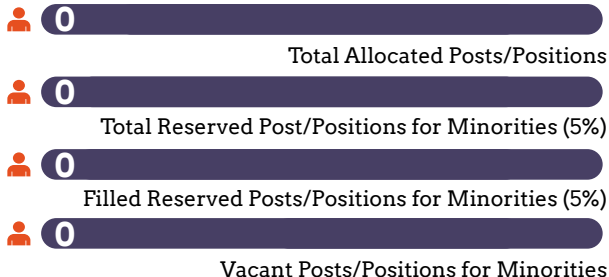 0
Total Allocated Posts/Positions
0
Total Reserved Post/Positions for Minorities (5%)
0
Filled Reserved Posts/Positions for Minorities (5%)
0
Vacant Posts/Positions for Minorities